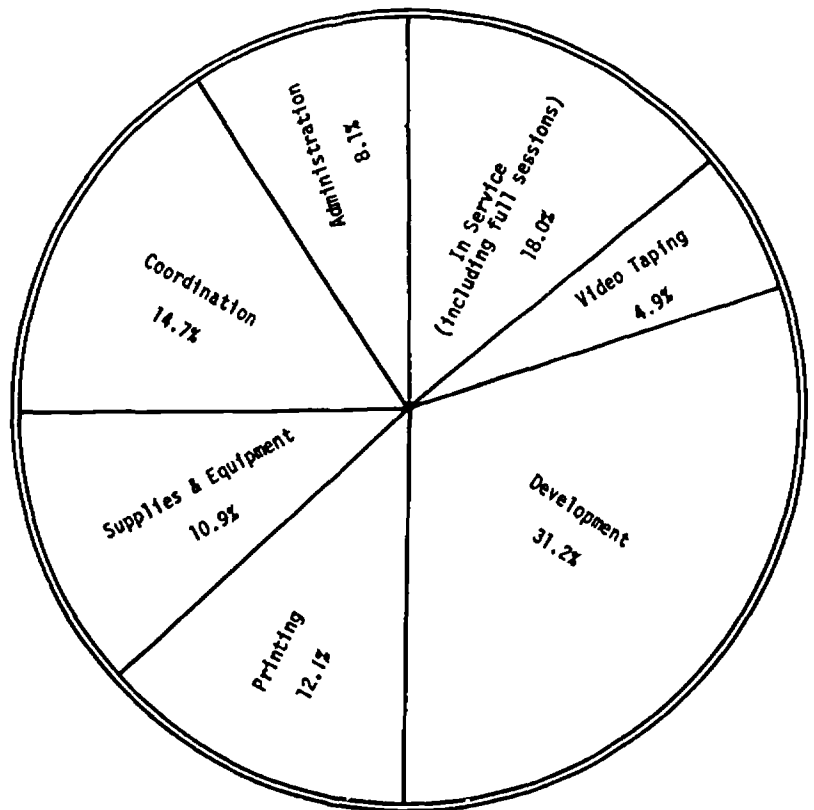 Administration
8.1%
In Service
(including full sessions)
18.0%
Video Taping
4.9%
Coordination
14.7%
Supplies & Equipment
10.9%
Development
31.2%
Printing
12.1%